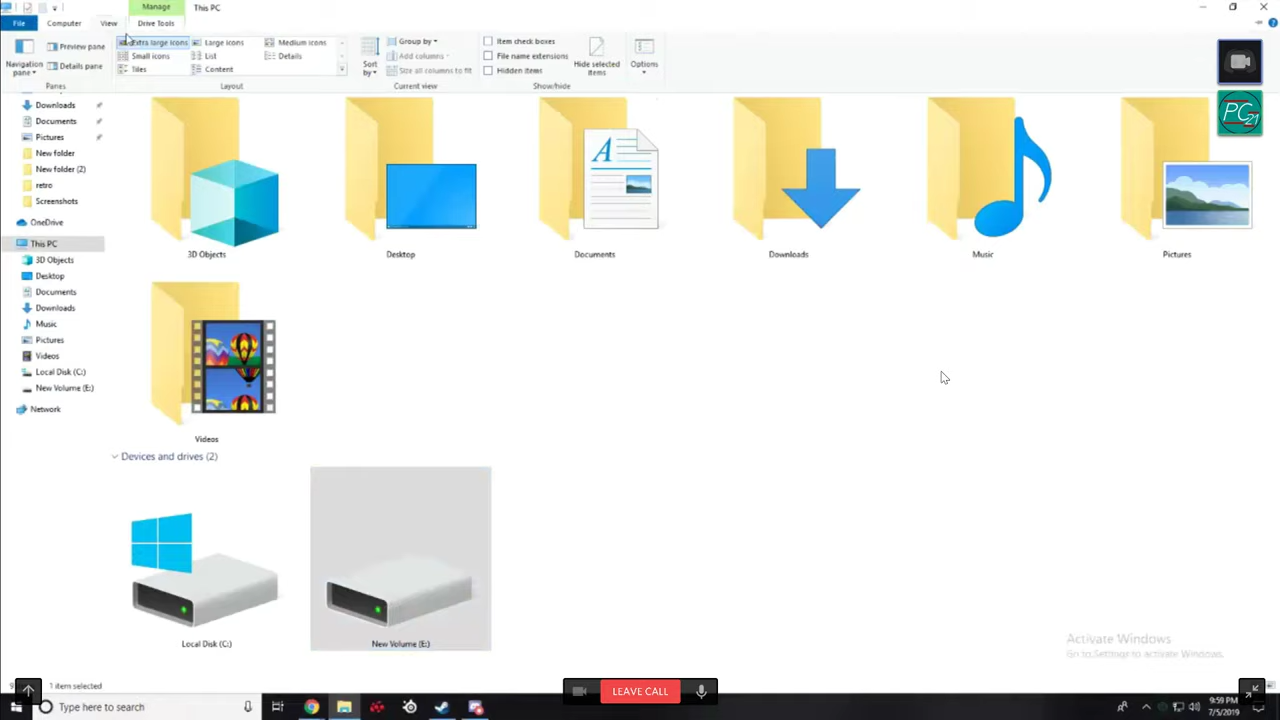 Manage
This PC
File
Computer
View
Drive Tools
Navigation pane
Preview pane
Details pane
Panes
Extra large icons
Large icons
Medium icons
Small icons
List
Details
Tiles
Content
Layout
Sort by
Group by
Add columns
Size all columns to fit
Current view
Item check boxes
File name extensions
Hidden items
Hide selected items
Show/hide
Options
PC
21
Downloads
Documents
Pictures
New folder
New folder (2)
retro
Screenshots
OneDrive
This PC
3D Objects
Desktop
Documents
Downloads
Music
Pictures
Videos
Local Disk (C:)
New Volume (E:)
Network
3D Objects
Desktop
Documents
Downloads
Music
Pictures
Videos
Devices and drives (2)
Local Disk (C:)
New Volume (E:)
Activate Windows
Go to Settings to activate Windows.
1 item selected
LEAVE CALL
Type here to search
9:59 PM
7/5/2019